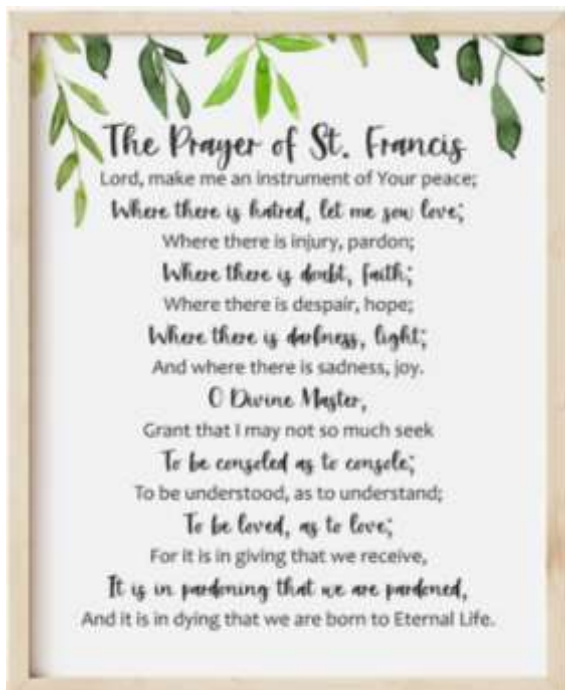 The Prayer of St. Francis
Lord, make me an instrument of Your peace;
Where there is hatred, let me sow love;
Where there is injury, pardon;
Where there is doubt, faith;
Where there is despair, hope;
Where there is darkness, light;
And where there is sadness, joy.
O Divine Master,
Grant that I may not so much seek
To be consoled as to console;
To be understood, as to understand;
To be loved, as to love;
For it is in giving that we receive,
It is in pardoning that we are pardoned,
And it is in dying that we are born to Eternal Life.